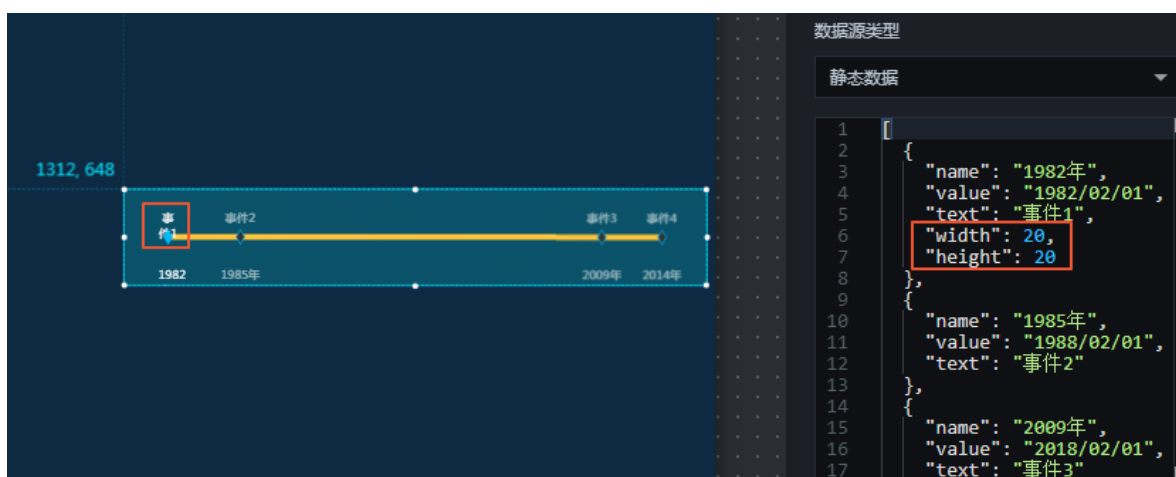 数据源类型
静态数据
1312, 648
事
件1
事件2
事件3
事件4
1982
1985年
2009年
2014年
1 [
2 {
3 "name": "1982年",
4 "value": "1982/02/01",
5 "text": "事件1",
6 "width": 20,
7 "height": 20
8 },
9 {
10 "name": "1985年",
11 "value": "1988/02/01",
12 "text": "事件2"
13 },
14 {
15 "name": "2009年",
16 "value": "2018/02/01",
17 "text": "事件3"